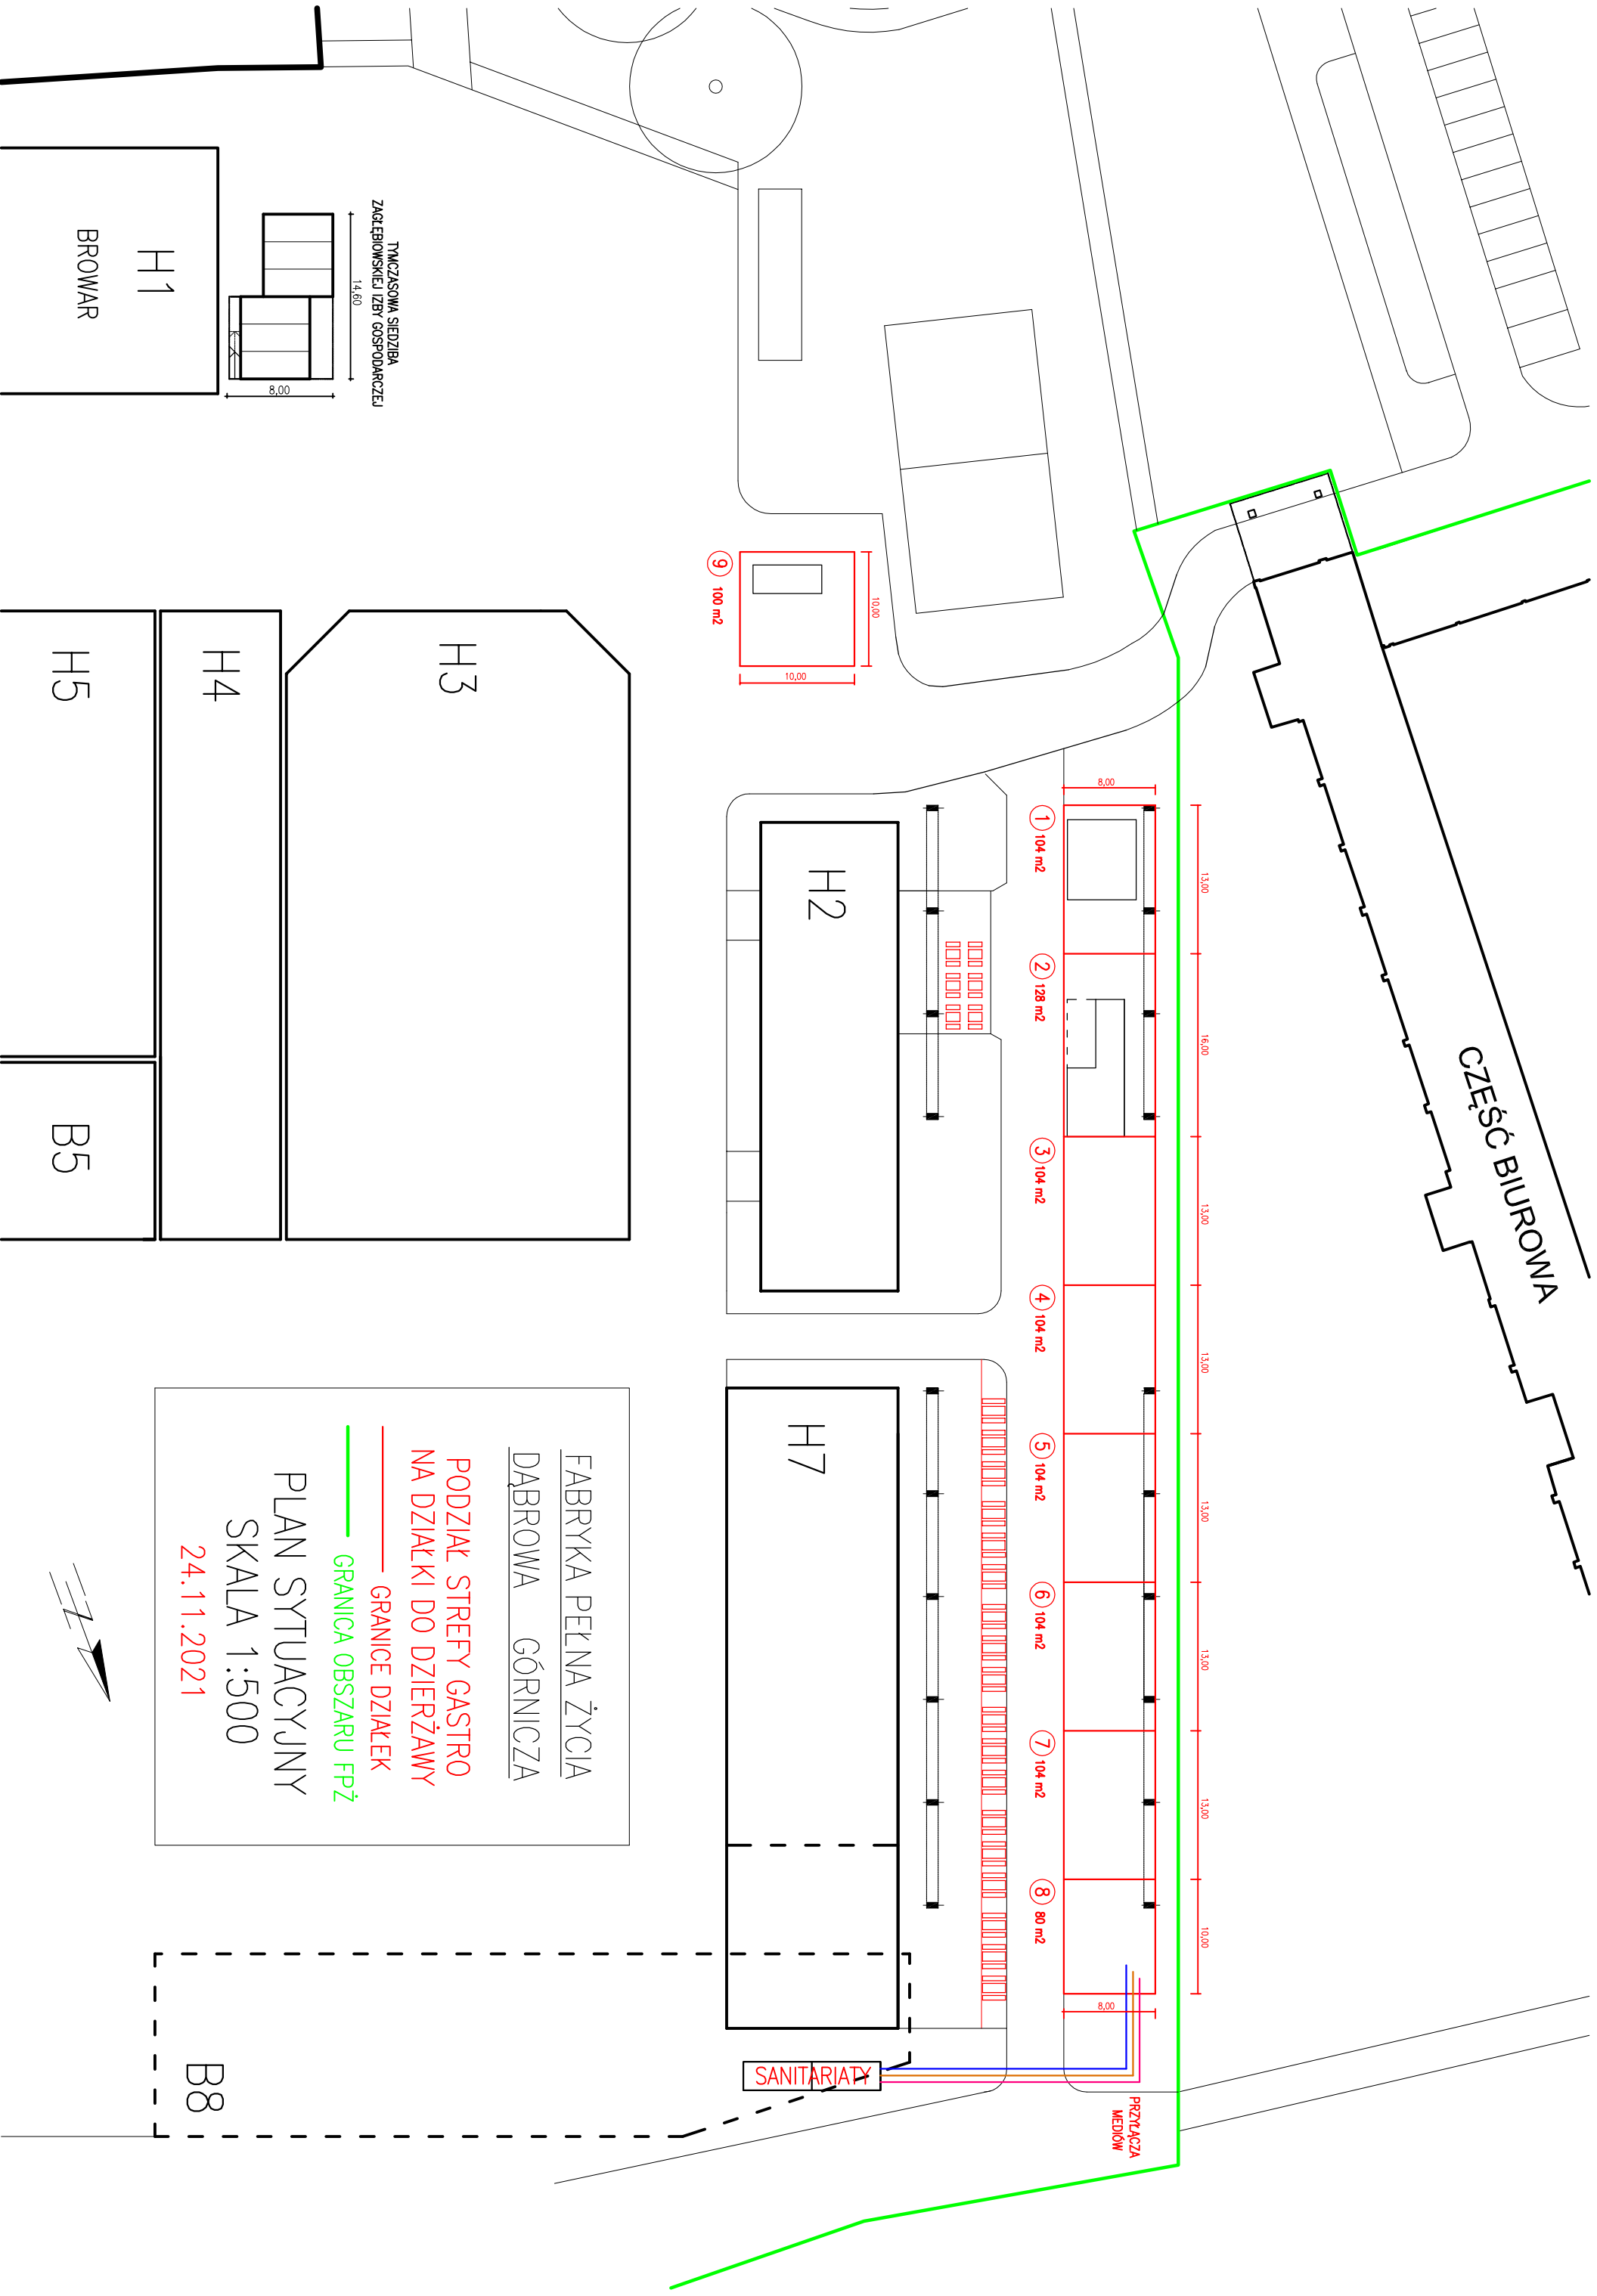 CZĘŚĆ BIUROWA
13,00
16,00
13,00
13,00
13,00
13,00
13,00
10,00
8,00
8,00
1 104 m2
2 128 m2
3 104 m2
4 104 m2
5 104 m2
6 104 m2
7 104 m2
8 80 m2
PRZYŁĄCZA
MEDIÓW
10,00
10,00
9 100 m2
H2
H7
SANITARIATY
TYMCZASOWA SIEDZIBA
ZAGŁĘBIOWSKIEJ IZBY GOSPODARCZEJ
14,60
8,00
H1
BROWAR
H3
H4
H5
B5
FABRYKA PEŁNA ŻYCIA
DĄBROWA GÓRNICZA
PODZIAŁ STREFY GASTRO
NA DZIAŁKI DO DZIERŻAWY
GRANICE DZIAŁEK
GRANICA OBSZARU FPŻ
PLAN SYTUACYJNY
SKALA 1:500
24.11.2021
B8